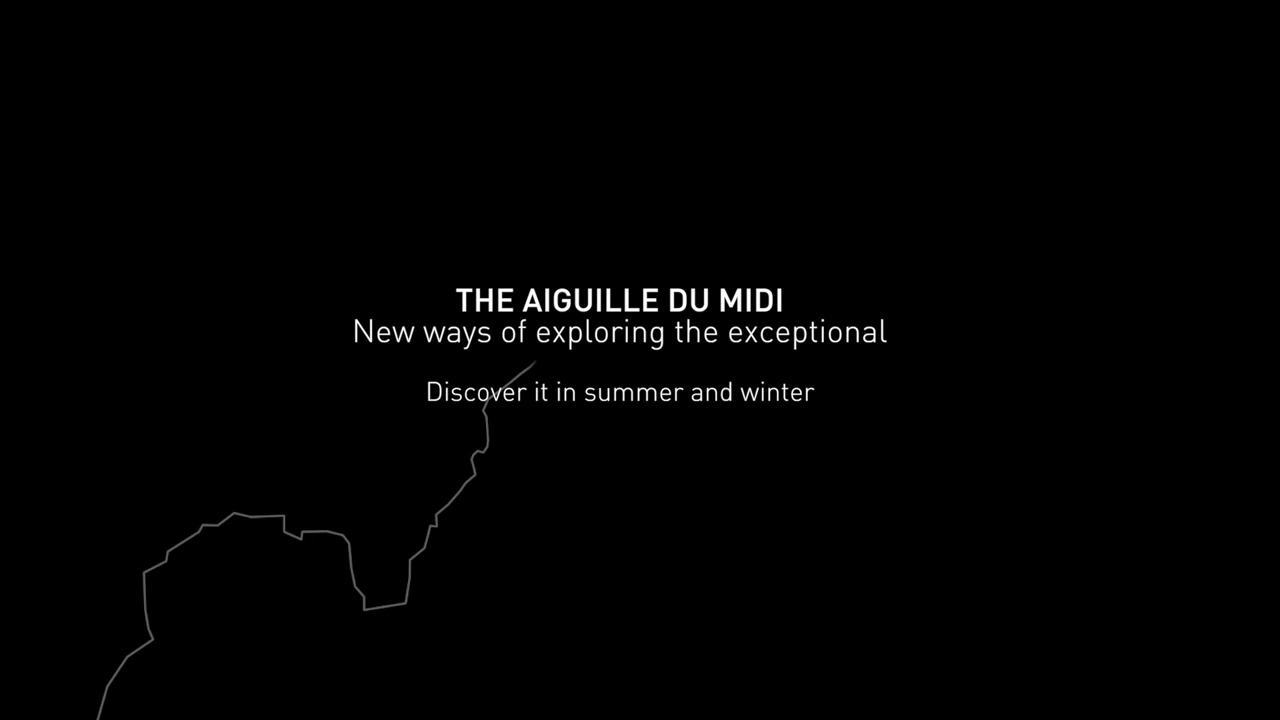 THE AIGUILLE DU MIDI
New ways of exploring the exceptional
Discover it in summer and winter